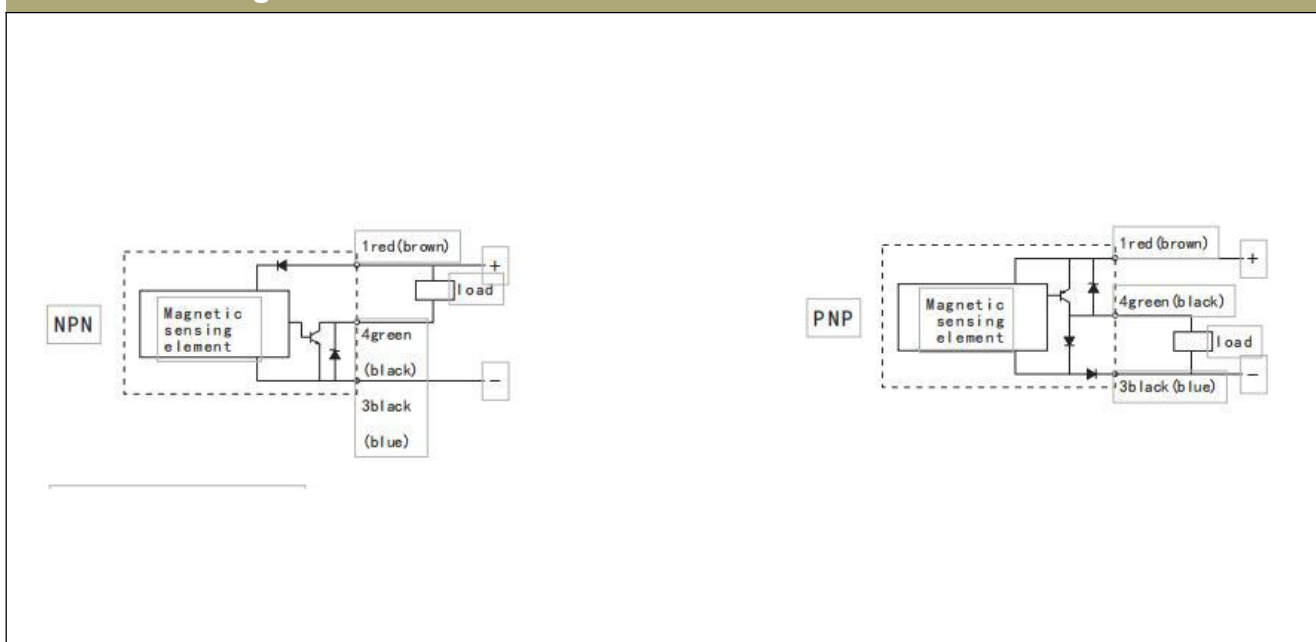 NPN
Magnetic
sensing
element
1red(brown)
+
load
4green
(black)
3black
(blue)
−
PNP
Magnetic
sensing
element
1red(brown)
+
4green(black)
load
−
3black(blue)